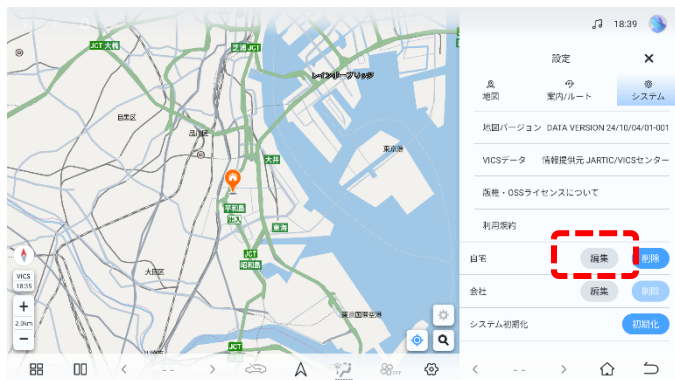 18:39
設定
地図
案内/ルート
システム
地図バージョン DATA VERSION 24/10/04/01-001
VICSデータ 情報提供元 JARTIC/VICSセンター
版権・OSSライセンスについて
利用規約
自宅 編集 削除
会社 編集 削除
システム初期化 初期化
JCT 大橋
芝浦 JCT
レインボーブリッジ
目黒区
品川区
東京港
大井
平和島
出入
東海
JCT
昭和島
大田区
VICS
18:35
2.0km
東京国際空港
JCT
OFF